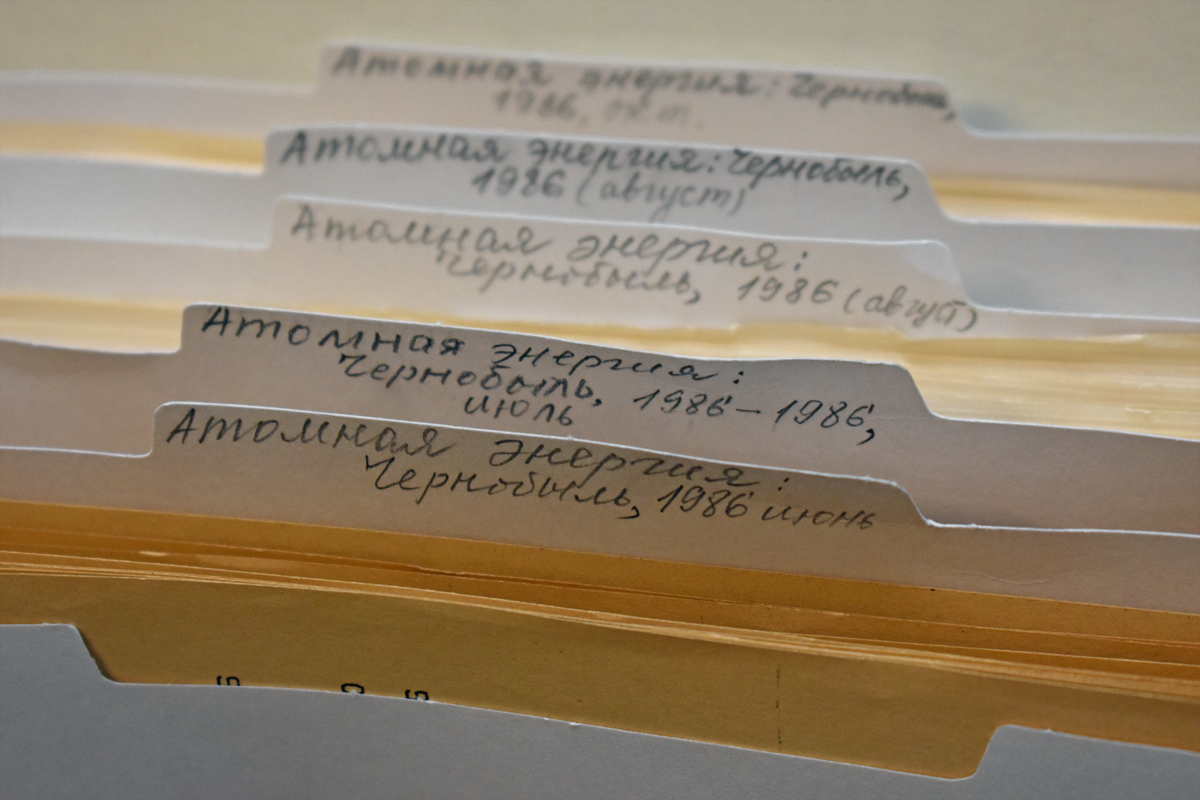 Атомная энергия: Чернобыль,
1986, окт.
Атомная энергия: Чернобыль,
1986 (август)
Атомная энергия:
Чернобыль, 1986 (август)
Атомная энергия:
Чернобыль, 1986 – 1986,
июль
Атомная энергия:
Чернобыль, 1986 июнь